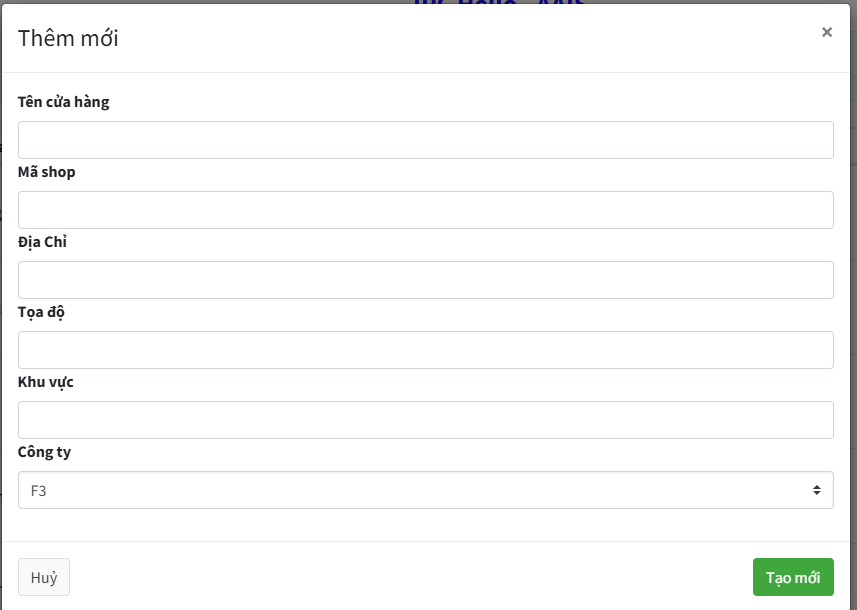 Thêm mới
×
Tên cửa hàng
Mã shop
Địa Chỉ
Tọa độ
Khu vực
Công ty
F3
Huỷ
Tạo mới